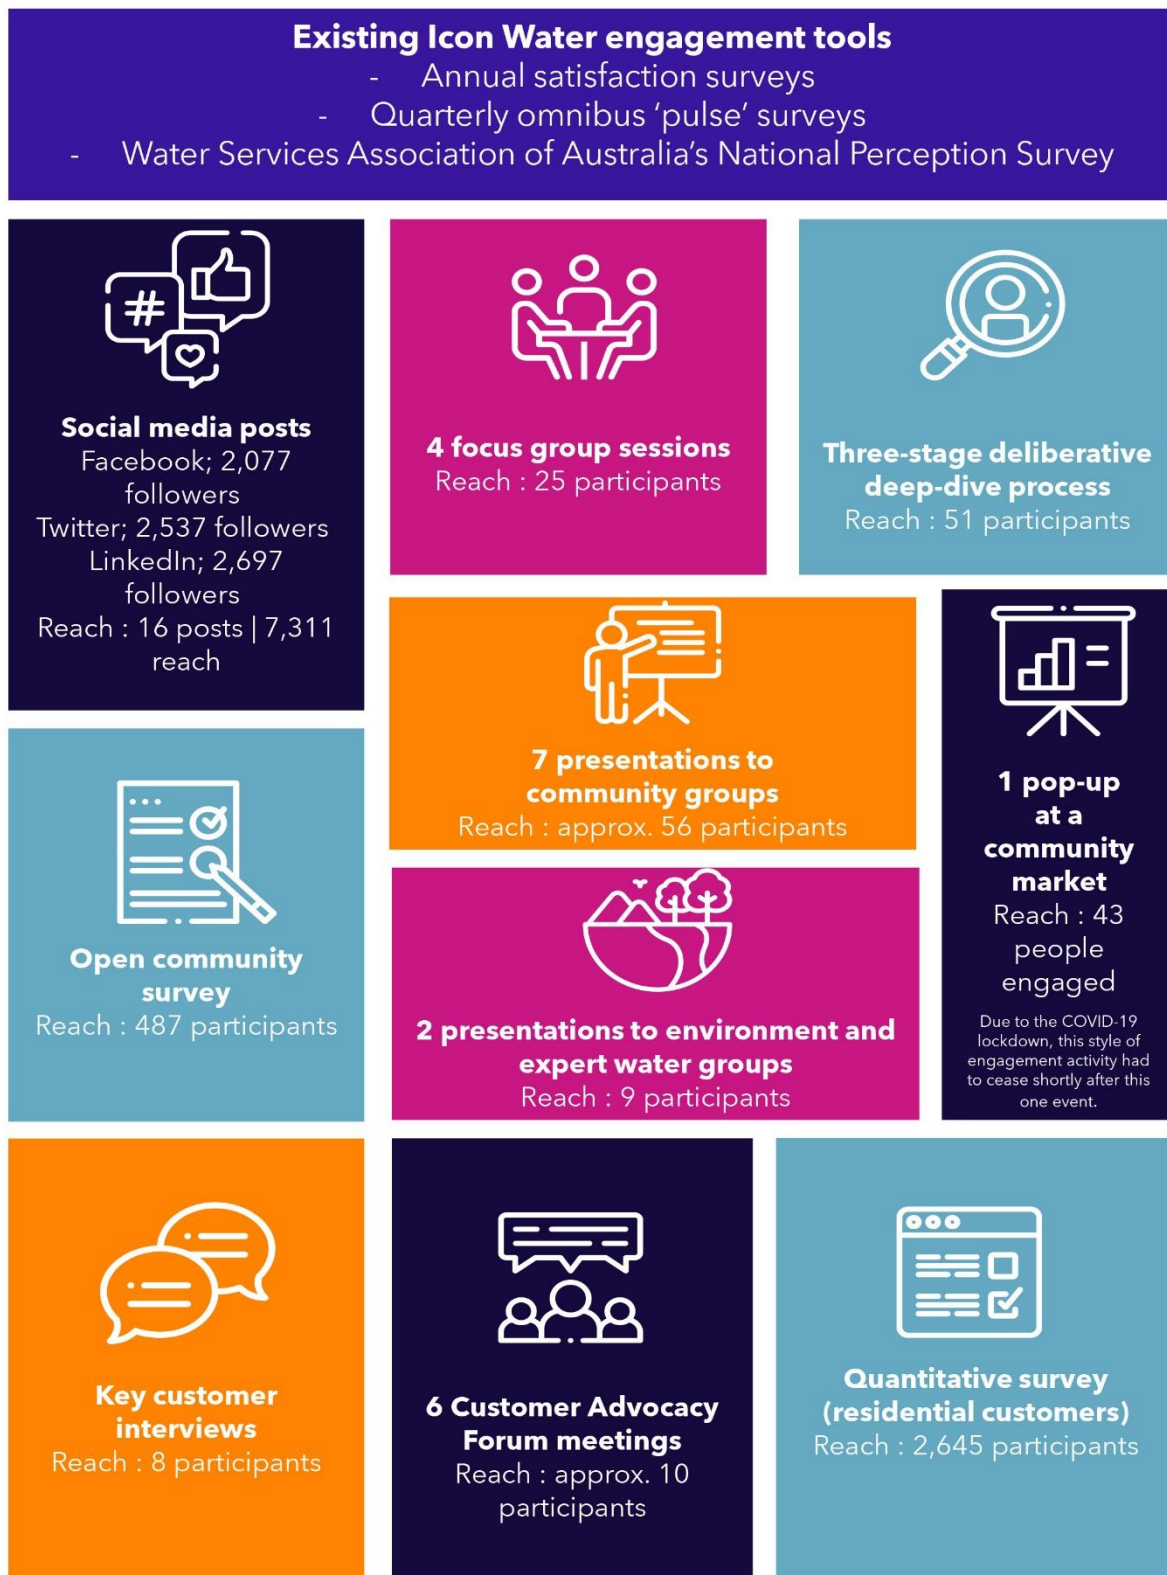 Existing Icon Water engagement tools
- Annual satisfaction surveys
- Quarterly omnibus ‘pulse’ surveys
- Water Services Association of Australia’s National Perception Survey
#
Social media posts
Facebook; 2,077
followers
Twitter; 2,537 followers
LinkedIn; 2,697
followers
Reach : 16 posts | 7,311
reach
4 focus group sessions
Reach : 25 participants
Three-stage deliberative
deep-dive process
Reach : 51 participants
7 presentations to
community groups
Reach : approx. 56 participants
1 pop-up
at a
community
market
Reach : 43
people
engaged
Due to the COVID-19
lockdown, this style of
engagement activity had
to cease shortly after this
one event.
Open community
survey
Reach : 487 participants
2 presentations to environment and
expert water groups
Reach : 9 participants
Key customer
interviews
Reach : 8 participants
6 Customer Advocacy
Forum meetings
Reach : approx. 10
participants
Quantitative survey
(residential customers)
Reach : 2,645 participants